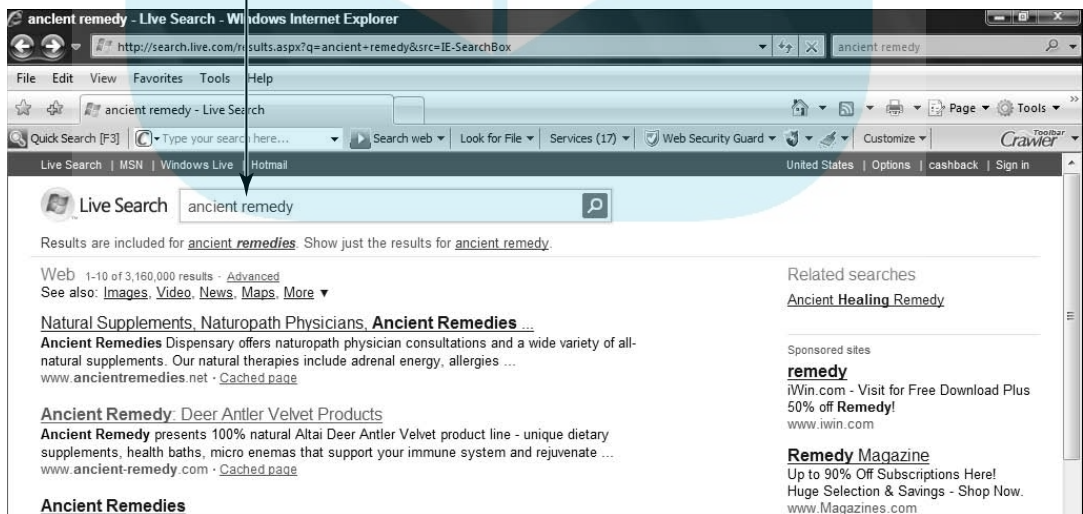 ancient remedy - Live Search - Windows Internet Explorer
http://search.live.com/results.aspx?q=ancient+remedy&src=IE-SearchBox
ancient remedy
File Edit View Favorites Tools Help
ancient remedy - Live Search
Page Tools
Quick Search [F3] Type your search here... Search web Look for File Services (17) Web Security Guard Customize Crawler Toolbar
Live Search | MSN | Windows Live | Hotmail United States | Options | cashback | Sign in
Live Search ancient remedy
Results are included for ancient remedies. Show just the results for ancient remedy.
Web 1-10 of 3,160,000 results · Advanced
See also: Images, Video, News, Maps, More ▼
Natural Supplements, Naturopath Physicians, Ancient Remedies ...
Ancient Remedies Dispensary offers naturopath physician consultations and a wide variety of all-
natural supplements. Our natural therapies include adrenal energy, allergies ...
www.ancientremedies.net · Cached page
Ancient Remedy: Deer Antler Velvet Products
Ancient Remedy presents 100% natural Altai Deer Antler Velvet product line - unique dietary
supplements, health baths, micro enemas that support your immune system and rejuvenate ...
www.ancient-remedy.com · Cached page
Ancient Remedies
Related searches
Ancient Healing Remedy
Sponsored sites
remedy
iWin.com - Visit for Free Download Plus
50% off Remedy!
www.iwin.com
Remedy Magazine
Up to 90% Off Subscriptions Here!
Huge Selection & Savings - Shop Now.
www.Magazines.com